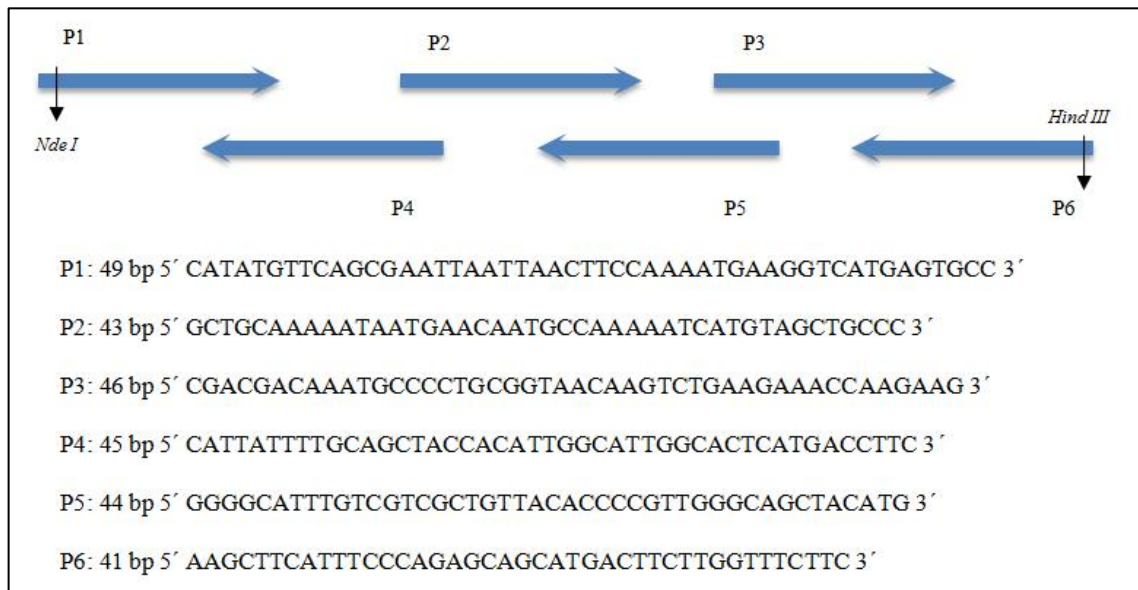 P1
P2
P3
Nde I
Hind III
P4
P5
P6
P1: 49 bp 5´ CATATGTTCAGCGAATTAATTAACTTCCAAAATGAAGGTCATGAGTGCC 3´
P2: 43 bp 5´ GCTGCAAAAATAATGAACAATGCCAAAAATCATGTAGCTGCCC 3´
P3: 46 bp 5´ CGACGACAAATGCCCCTGCGGTAACAAGTCTGAAGAAACCAAGAAG 3´
P4: 45 bp 5´ CATTATTTTGCAGCTACCACATTGGCATTGGCACTCATGACCTTC 3´
P5: 44 bp 5´ GGGGCATTTGTCGTCGCTGTTACACCCCGTTGGGCAGCTACATG 3´
P6: 41 bp 5´ AAGCTTCATTTCCCAGAGCAGCATGACTTCTTGGTTTCTTC 3´